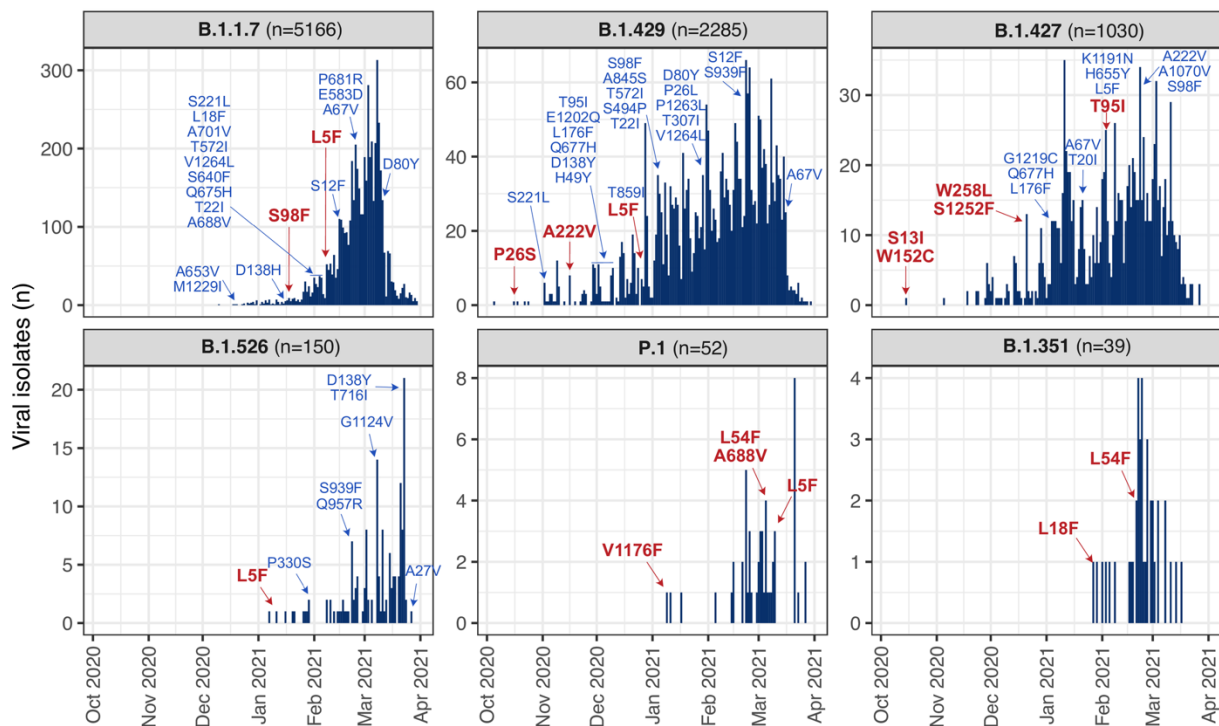 B.1.1.7 (n=5166)
B.1.429 (n=2285)
B.1.427 (n=1030)
Viral isolates (n)
300
200
100
0
S221L
L18F
A701V
T572I
V1264L
S640F
Q675H
T22I
A688V
A653V
M1229I
D138H
S98F
S12F
L5F
P681R
E583D
A67V
D80Y
60
40
20
0
P26S
S221L
A222V
T95I
E1202Q
L176F
Q677H
D138Y
H49Y
T859I
L5F
S98F
A845S
T572I
S494P
T22I
D80Y
P26L
P1263L
T307I
V1264L
S12F
S939F
A67V
30
20
10
0
S13I
W152C
W258L
S1252F
G1219C
Q677H
L176F
A67V
T20I
K1191N
H655Y
L5F
T95I
A222V
A1070V
S98F
B.1.526 (n=150)
P.1 (n=52)
B.1.351 (n=39)
20
15
10
5
0
L5F
P330S
S939F
Q957R
G1124V
D138Y
T716I
A27V
8
6
4
2
0
V1176F
L54F
A688V
L5F
4
3
2
1
0
L18F
L54F
Oct 2020
Nov 2020
Dec 2020
Jan 2021
Feb 2021
Mar 2021
Apr 2021
Oct 2020
Nov 2020
Dec 2020
Jan 2021
Feb 2021
Mar 2021
Apr 2021
Oct 2020
Nov 2020
Dec 2020
Jan 2021
Feb 2021
Mar 2021
Apr 2021